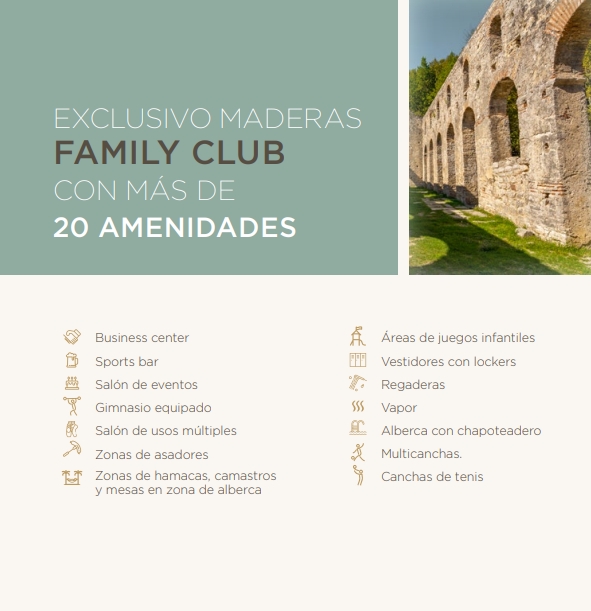 EXCLUSIVO MADERAS
FAMILY CLUB
CON MÁS DE
20 AMENIDADES
Business center
Sports bar
Salón de eventos
Gimnasio equipado
Salón de usos múltiples
Zonas de asadores
Zonas de hamacas, camastros
y mesas en zona de alberca
Áreas de juegos infantiles
Vestidores con lockers
Regaderas
Vapor
Alberca con chapoteadero
Multicanchas.
Canchas de tenis